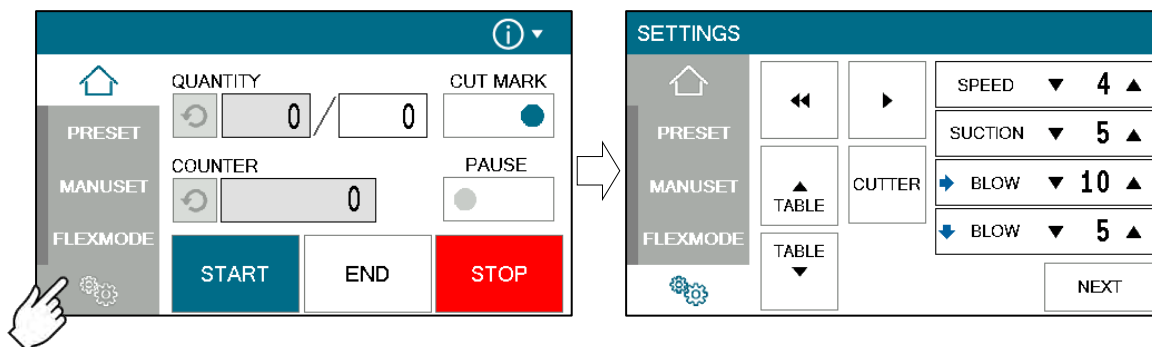 QUANTITY
CUT MARK
0 / 0
PRESET
COUNTER
PAUSE
MANUSET
0
FLEXMODE
START
END
STOP
SETTINGS
SPEED 4
PRESET
SUCTION 5
MANUSET
TABLE
CUTTER
BLOW 10
FLEXMODE
TABLE
BLOW 5
NEXT